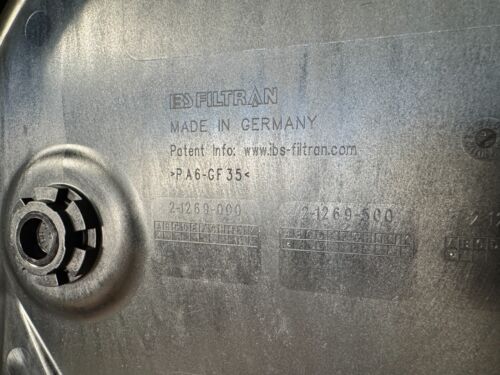 IBS FILTRAN
MADE IN GERMANY
Patent Info: www.ibs-filtran.com
>PA6-GF35<
2-1269-000
2-1269-500